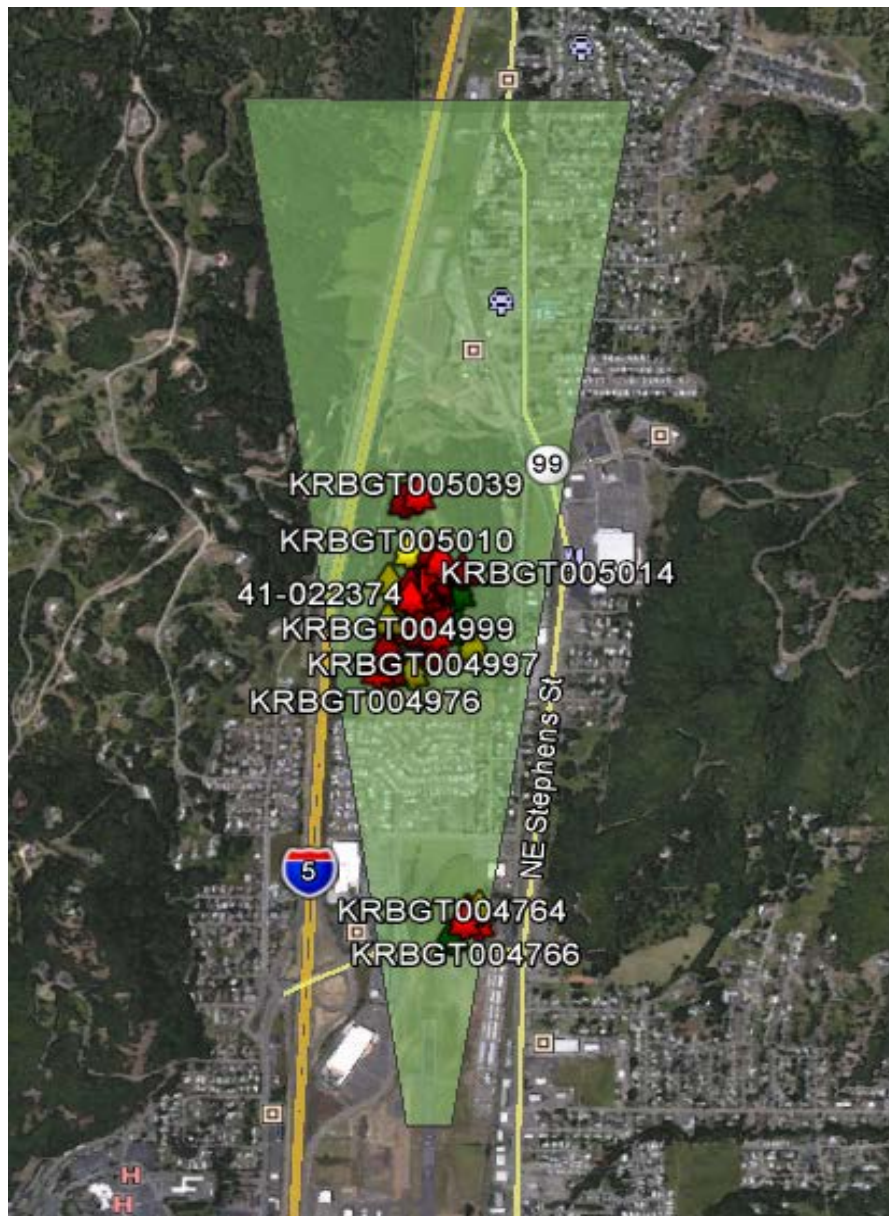 99
KRBGT005039
KRBGT005010
KRBGT005014
41-022374
KRBGT004999
KRBGT004997
KRBGT004976
NE Stephens St
5
KRBGT004764
KRBGT004766
H
H